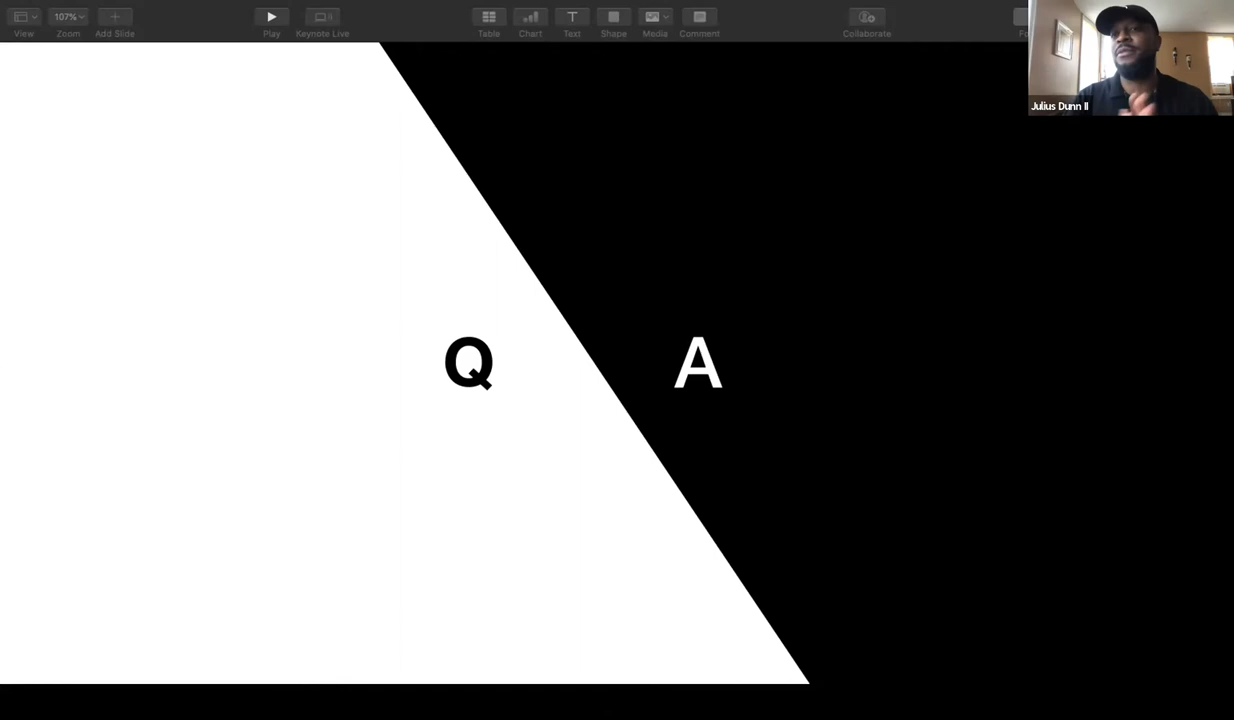 107%
View Zoom Add Slide Play Keynote Live Table Chart Text Shape Media Comment Collaborate
Julius Dunn II
Q A